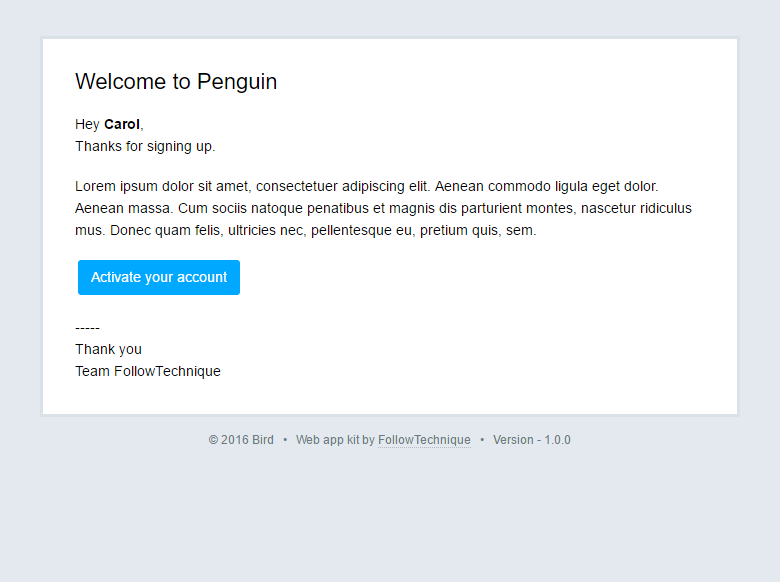 Welcome to Penguin
Hey Carol,
Thanks for signing up.
Lorem ipsum dolor sit amet, consectetuer adipiscing elit. Aenean commodo ligula eget dolor.
Aenean massa. Cum sociis natoque penatibus et magnis dis parturient montes, nascetur ridiculus
mus. Donec quam felis, ultricies nec, pellentesque eu, pretium quis, sem.
Activate your account
-----
Thank you
Team FollowTechnique
© 2016 Bird • Web app kit by FollowTechnique • Version - 1.0.0